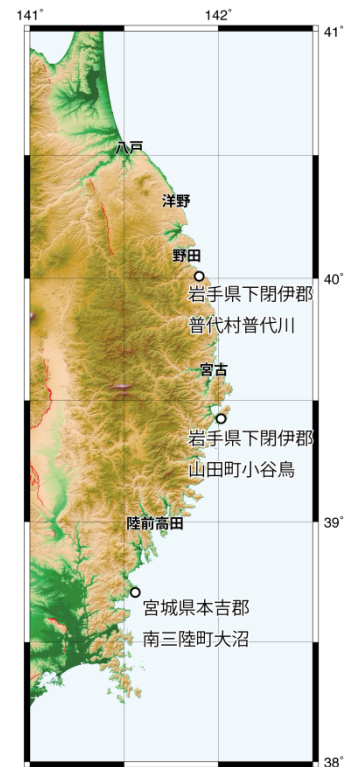 141°
142°
41°
八戸
洋野
野田
40°
岩手県下閉伊郡
普代村普代川
宮古
岩手県下閉伊郡
山田町小谷鳥
陸前高田
39°
宮城県本吉郡
南三陸町大沼
38°